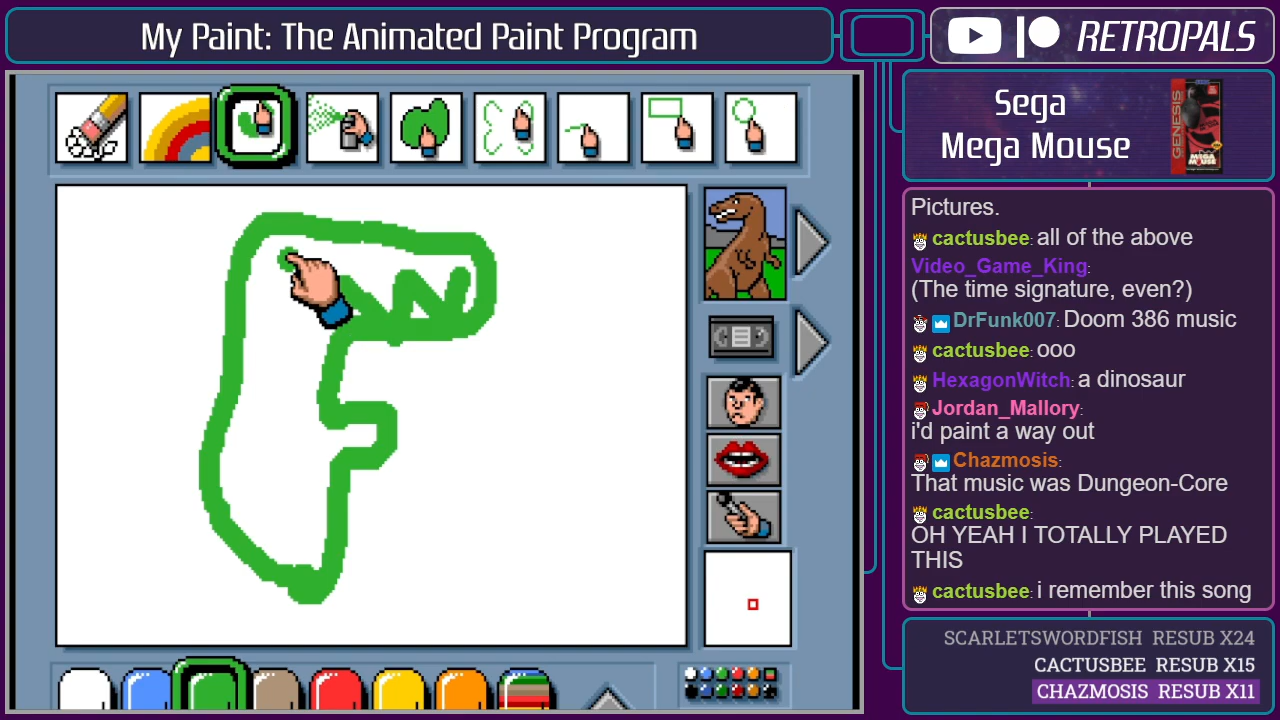 My Paint: The Animated Paint Program
RETROPALS
Sega
Mega Mouse
GENESIS
MEGA
MOUSE
Pictures.
cactusbee: all of the above
Video_Game_King:
(The time signature, even?)
DrFunk007: Doom 386 music
cactusbee: ooo
HexagonWitch: a dinosaur
Jordan_Mallory:
i'd paint a way out
Chazmosis:
That music was Dungeon-Core
cactusbee:
OH YEAH I TOTALLY PLAYED
THIS
cactusbee: i remember this song
SCARLETSWORDFISH RESUB X24
CACTUSBEE RESUB X15
CHAZMOSIS RESUB X11